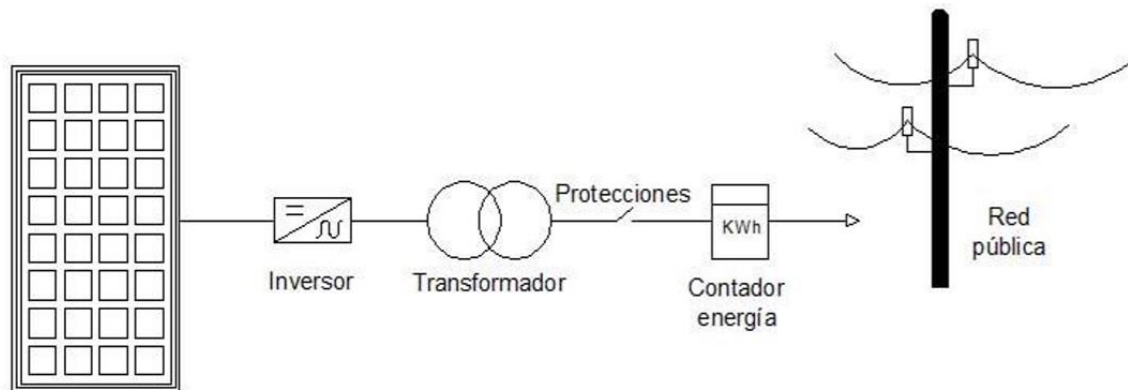 Protecciones
KWh
Inversor
Transformador
Contador
energía
Red
pública